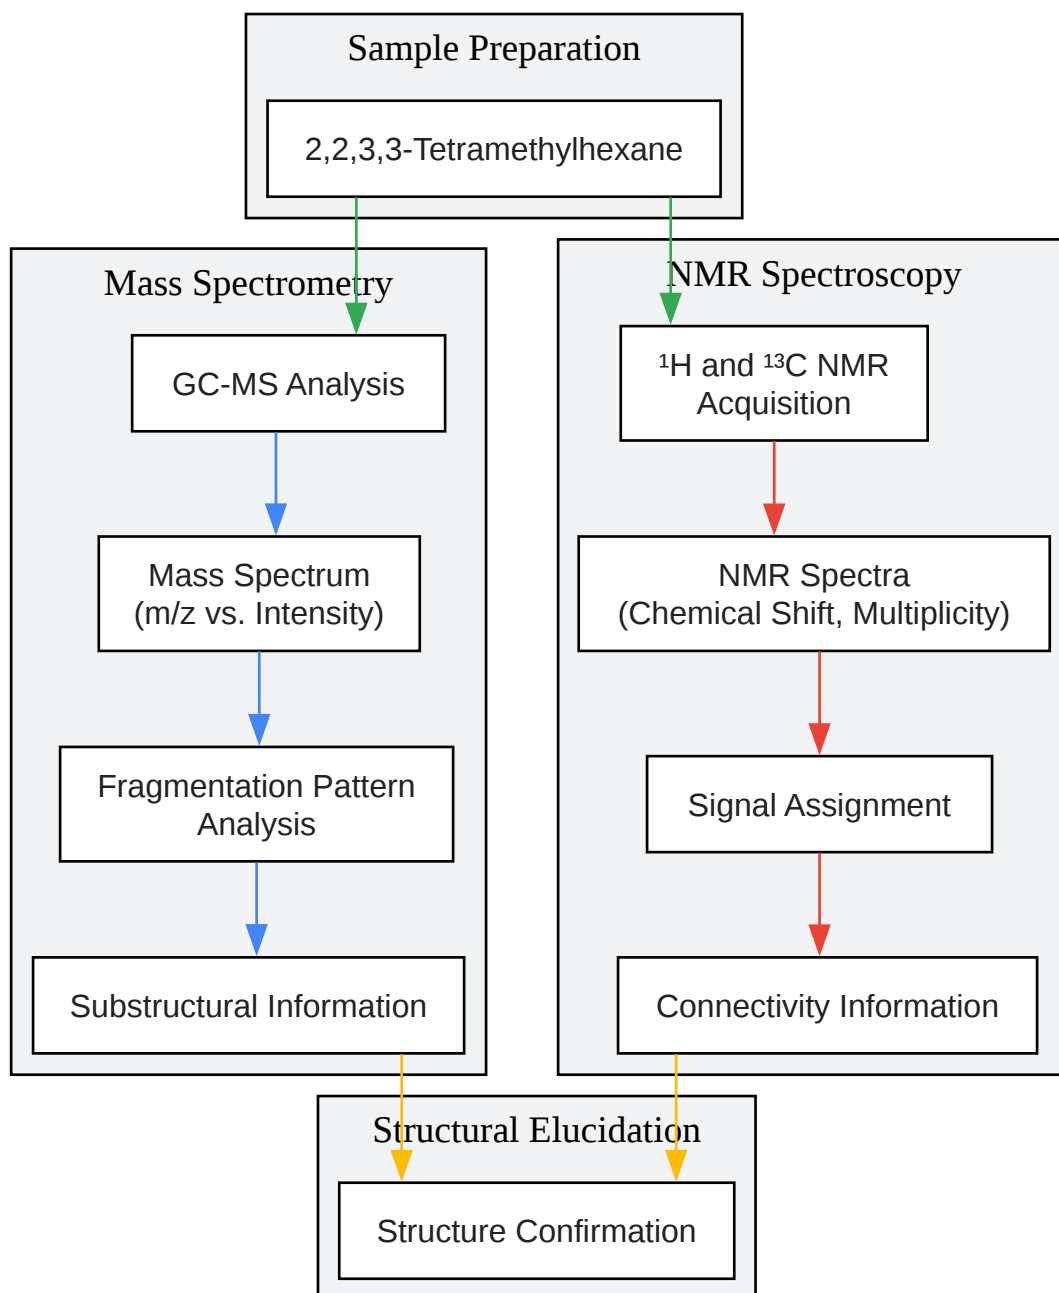 Sample Preparation
2,2,3,3-Tetramethylhexane
Mass Spectrometry
GC-MS Analysis
Mass Spectrum
(m/z vs. Intensity)
Fragmentation Pattern
Analysis
Substructural Information
NMR Spectroscopy
¹H and ¹³C NMR
Acquisition
NMR Spectra
(Chemical Shift, Multiplicity)
Signal Assignment
Connectivity Information
Structural Elucidation
Structure Confirmation